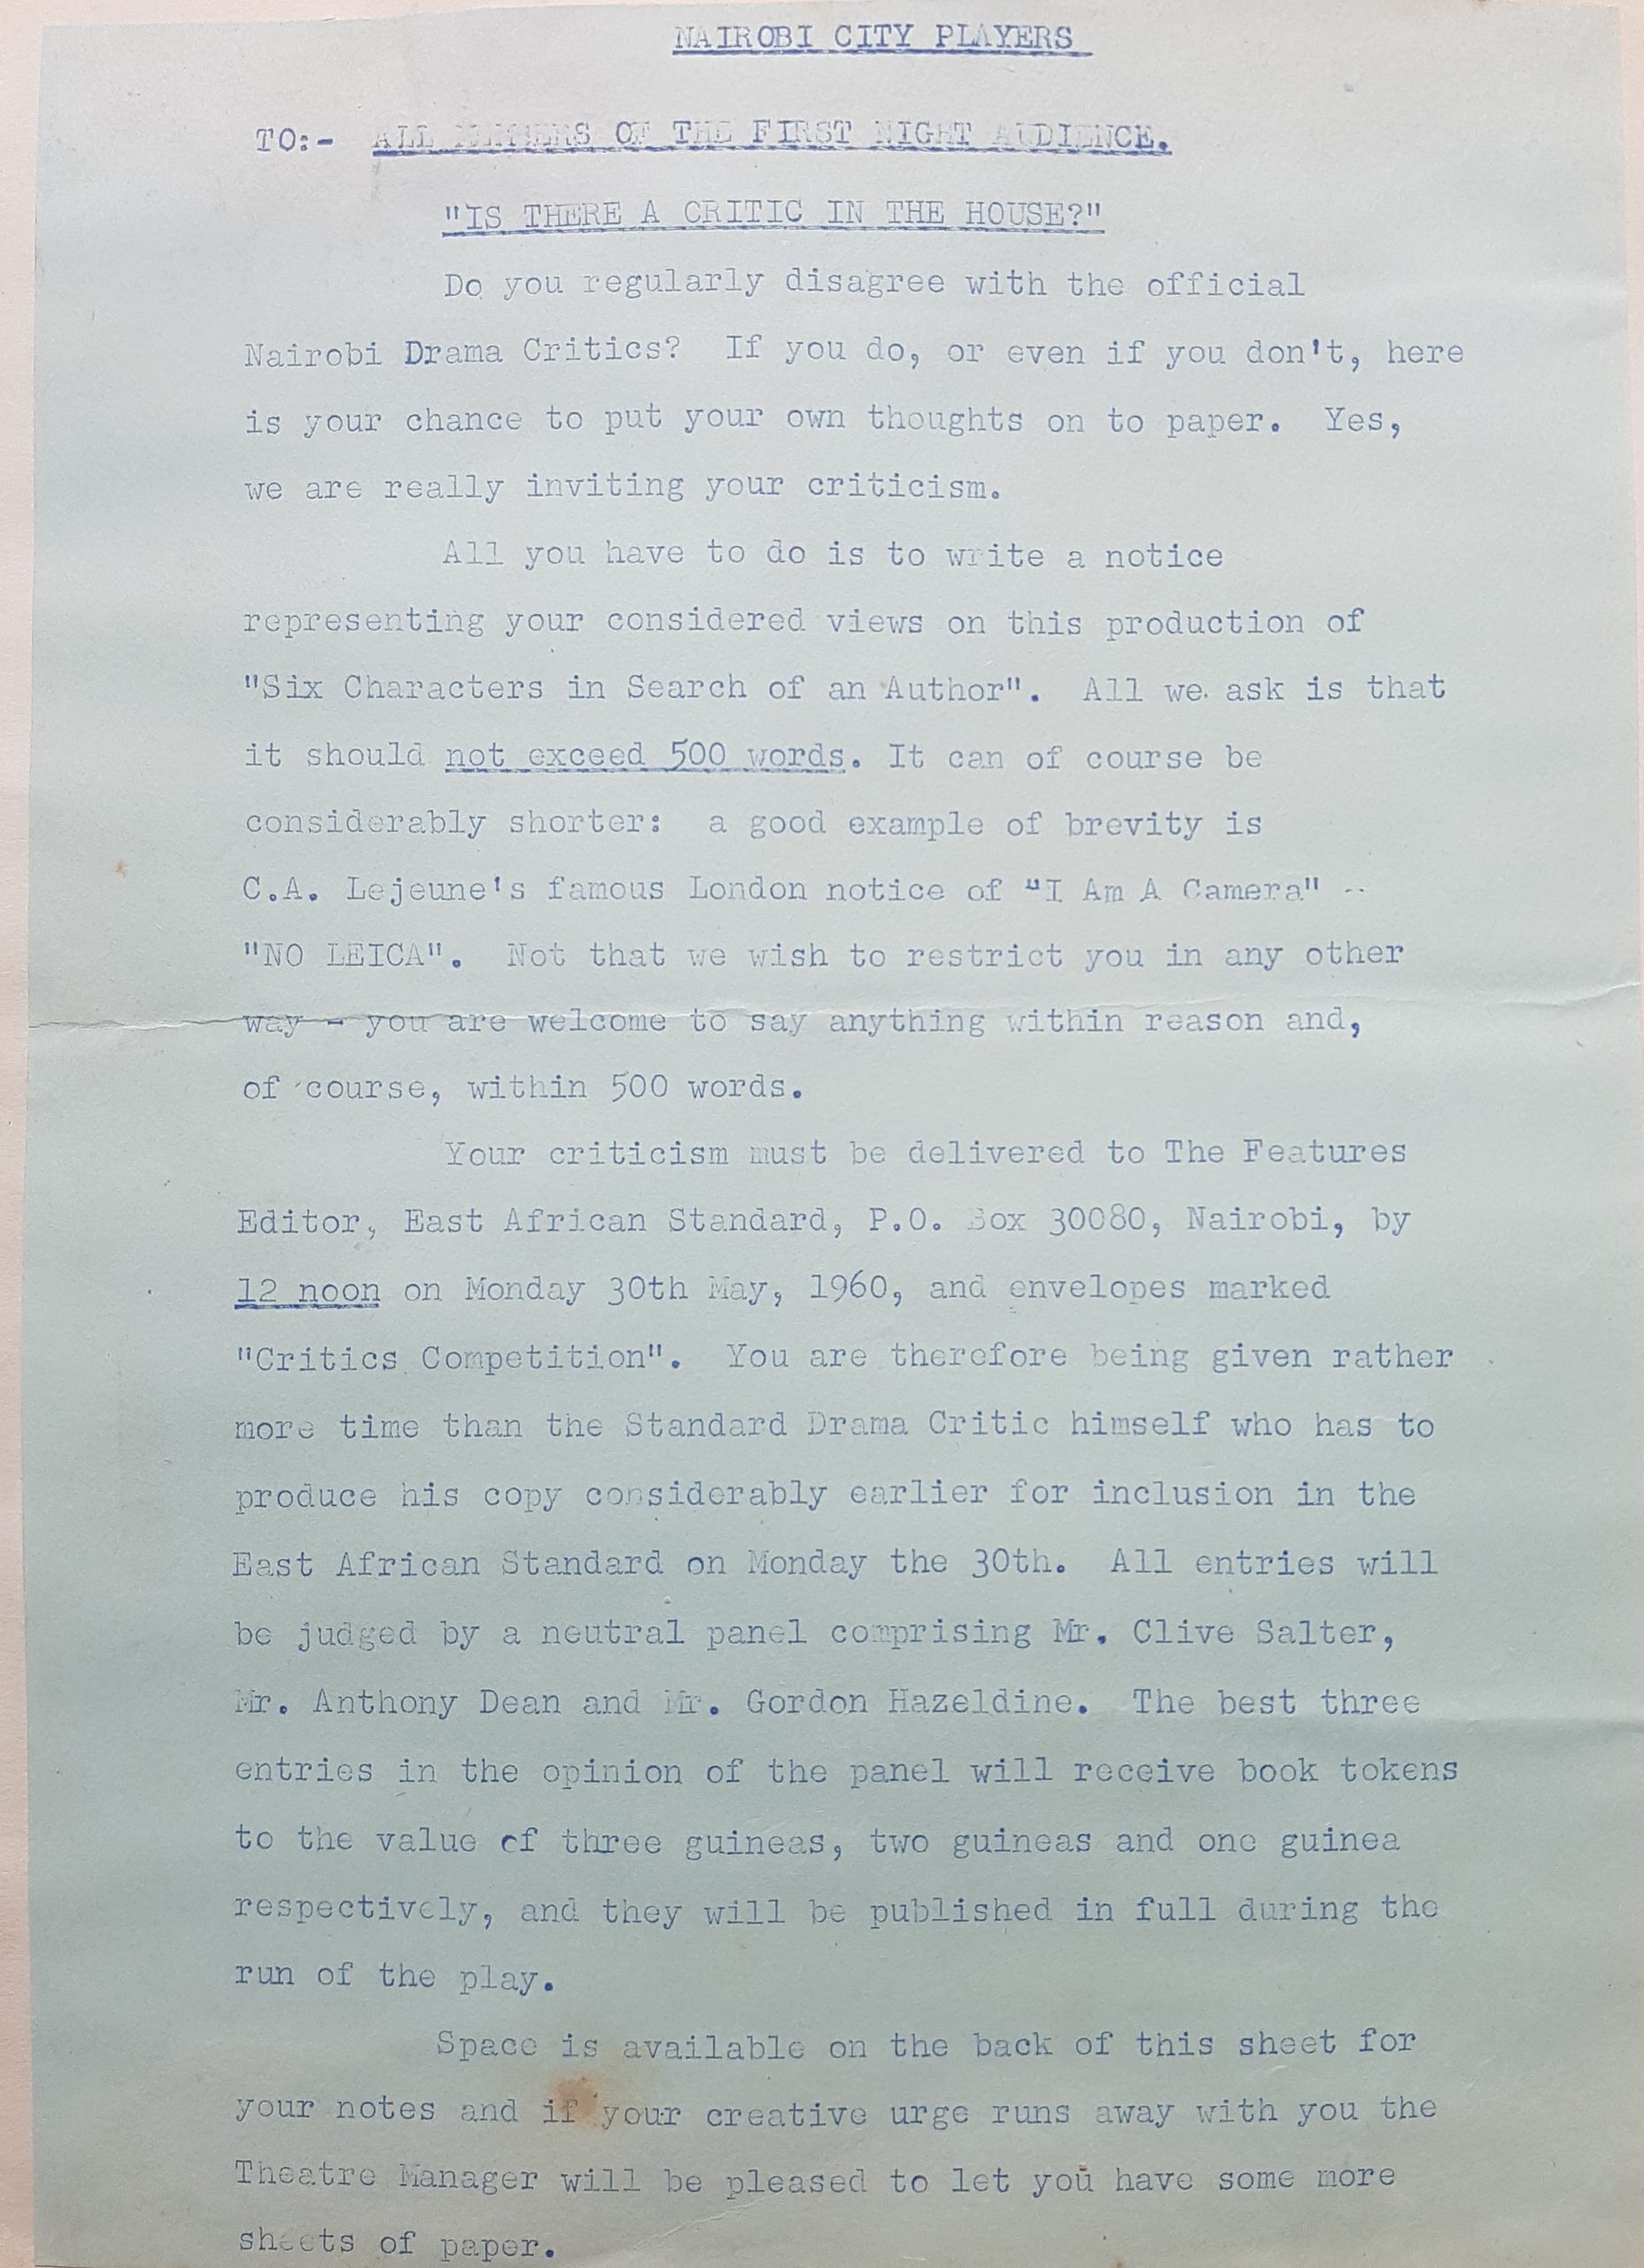 NAIROBI CITY PLAYERS
TO:- ALL MEMBERS OF THE FIRST NIGHT AUDIENCE.
"IS THERE A CRITIC IN THE HOUSE?"
Do you regularly disagree with the official
Nairobi Drama Critics? If you do, or even if you don't, here
is your chance to put your own thoughts on to paper. Yes,
we are really inviting your criticism.
All you have to do is to write a notice
representing your considered views on this production of
"Six Characters in Search of an Author". All we ask is that
it should not exceed 500 words. It can of course be
considerably shorter: a good example of brevity is
C.A. Lejeune's famous London notice of "I Am A Camera" --
"NO LEICA". Not that we wish to restrict you in any other
way - you are welcome to say anything within reason and,
of course, within 500 words.
Your criticism must be delivered to The Features
Editor, East African Standard, P.O. Box 30080, Nairobi, by
12 noon on Monday 30th May, 1960, and envelopes marked
"Critics Competition". You are therefore being given rather
more time than the Standard Drama Critic himself who has to
produce his copy considerably earlier for inclusion in the
East African Standard on Monday the 30th. All entries will
be judged by a neutral panel comprising Mr. Clive Salter,
Mr. Anthony Dean and Mr. Gordon Hazeldine. The best three
entries in the opinion of the panel will receive book tokens
to the value of three guineas, two guineas and one guinea
respectively, and they will be published in full during the
run of the play.
Space is available on the back of this sheet for
your notes and if your creative urge runs away with you the
Theatre Manager will be pleased to let you have some more
sheets of paper.